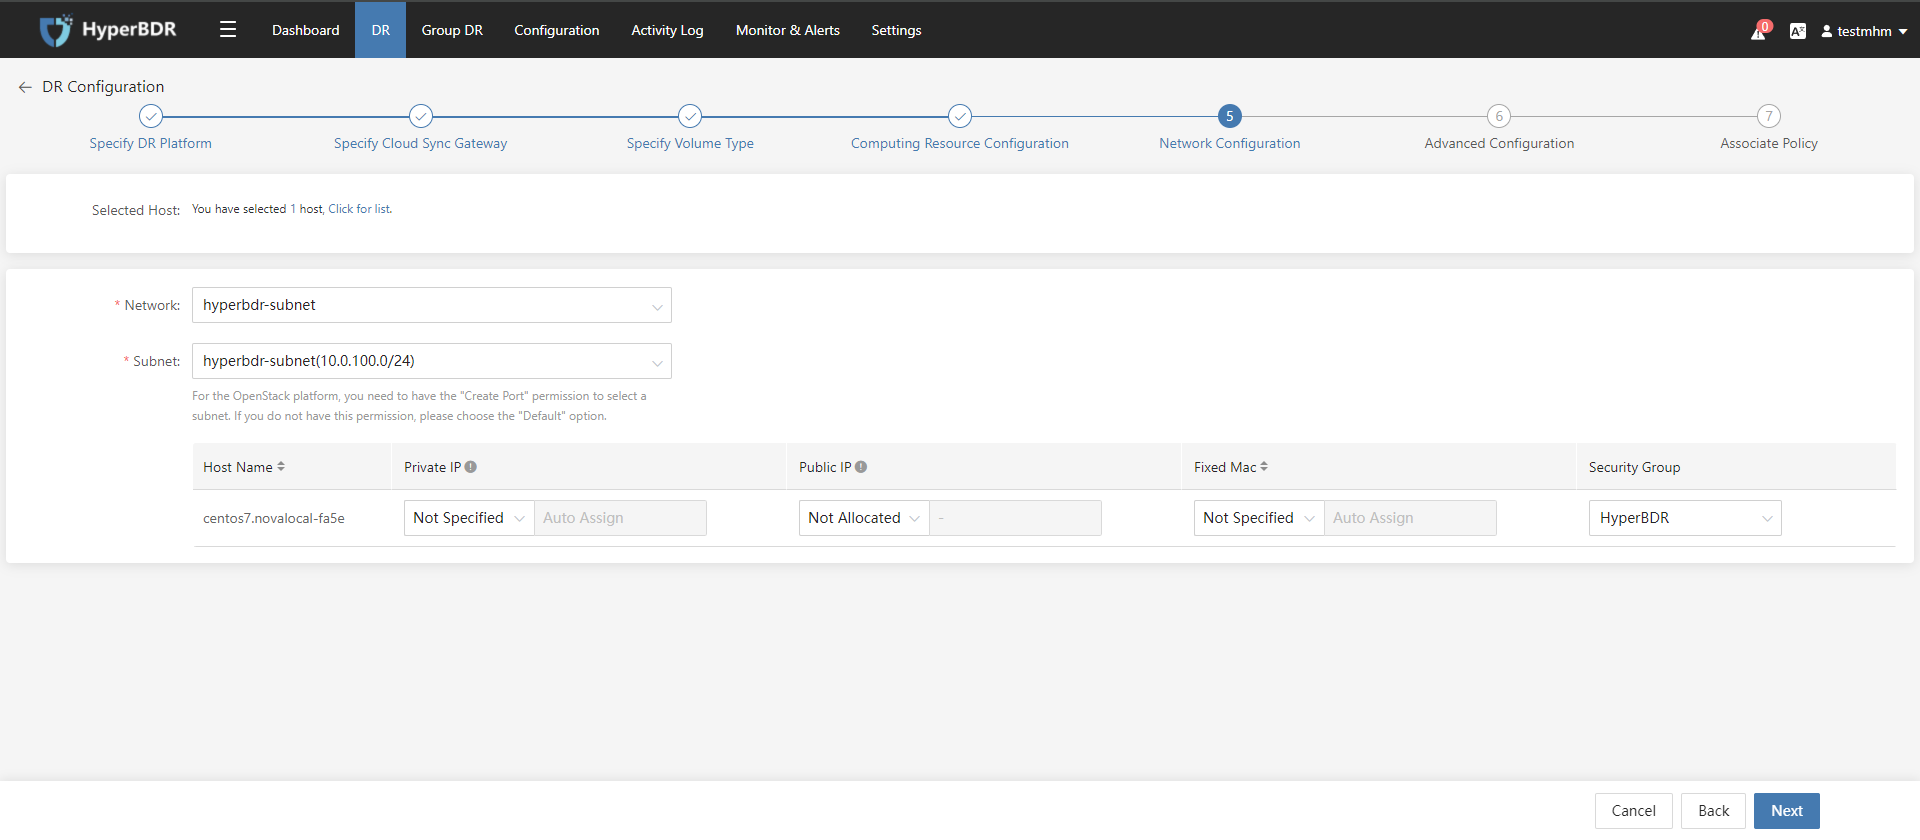 HyperBDR
Dashboard DR Group DR Configuration Activity Log Monitor & Alerts Settings 0 testmhm
DR Configuration
5 6 7
Specify DR Platform Specify Cloud Sync Gateway Specify Volume Type Computing Resource Configuration Network Configuration Advanced Configuration Associate Policy
Selected Host: You have selected 1 host, Click for list.
* Network: hyperbdr-subnet
* Subnet: hyperbdr-subnet(10.0.100.0/24)
For the OpenStack platform, you need to have the "Create Port" permission to select a
subnet. If you do not have this permission, please choose the "Default" option.
Host Name Private IP Public IP Fixed Mac Security Group
centos7.novalocal-fa5e Not Specified Auto Assign Not Allocated - Not Specified Auto Assign HyperBDR
Cancel Back Next